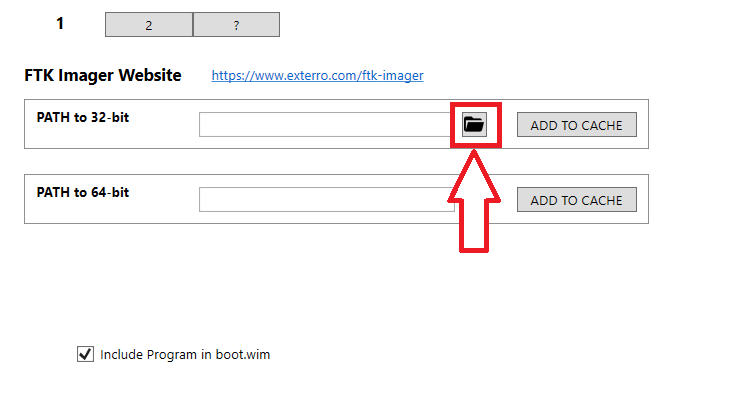 1 2 ?
FTK Imager Website https://www.exterro.com/ftk-imager
PATH to 32-bit ADD TO CACHE
PATH to 64-bit ADD TO CACHE
Include Program in boot.wim